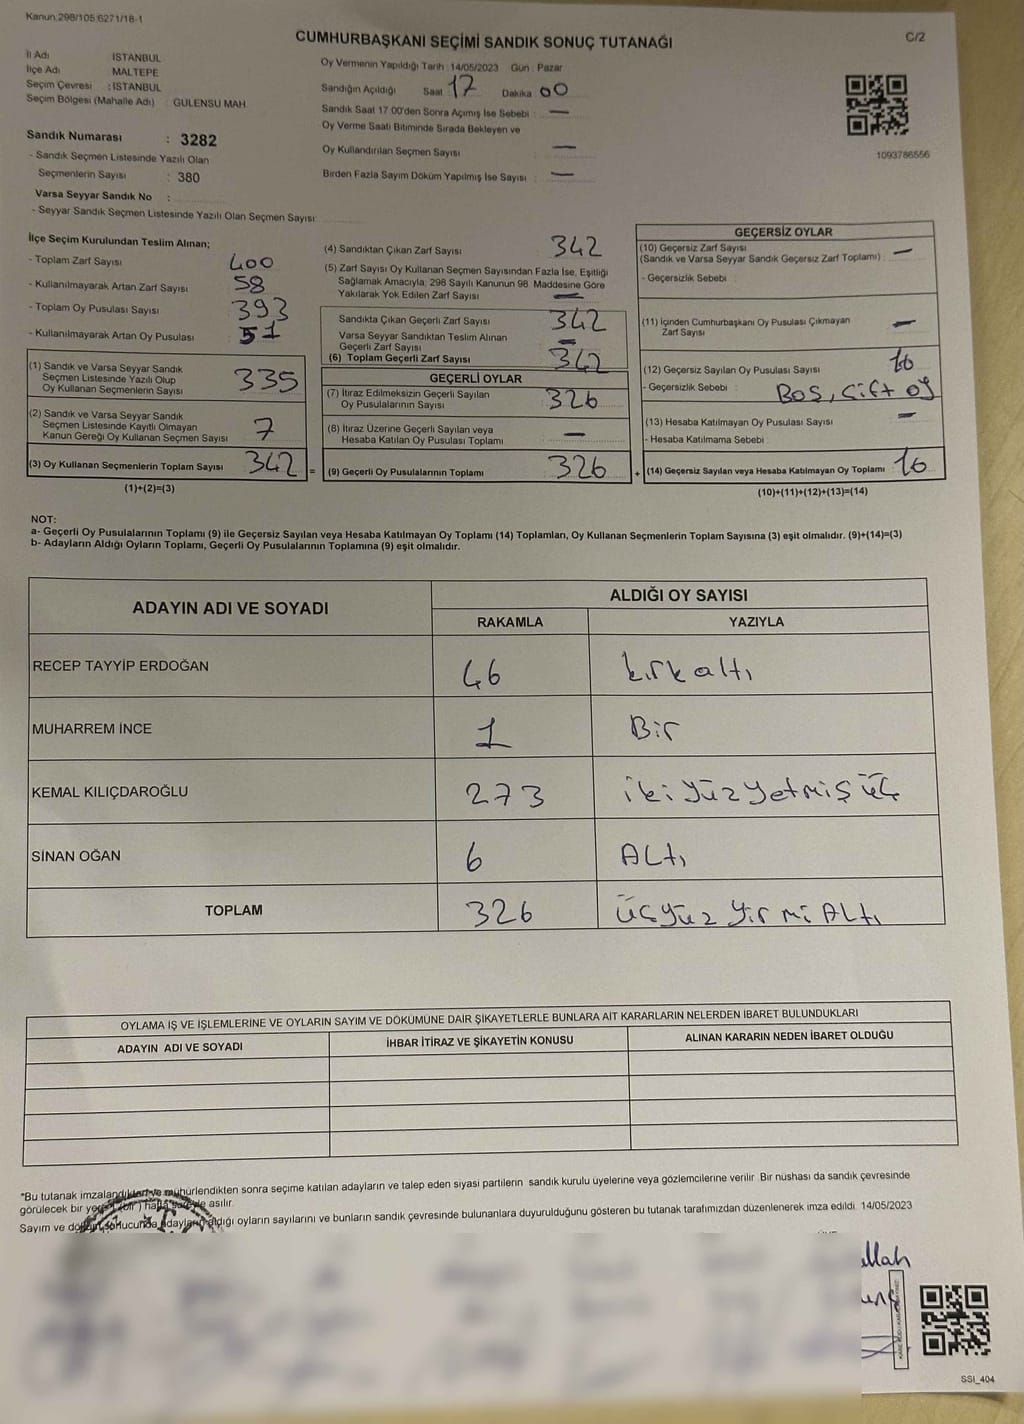 Kanun:298/105;6271/18-1
C/2
CUMHURBAŞKANI SEÇİMİ SANDIK SONUÇ TUTANAĞI
İl Adı İSTANBUL
İlçe Adı MALTEPE
Seçim Çevresi : İSTANBUL
Seçim Bölgesi (Mahalle Adı) GÜLENSU MAH
Sandık Numarası : 3282
- Sandık Seçmen Listesinde Yazılı Olan
Seçmenlerin Sayısı : 380
Varsa Seyyar Sandık No :
- Seyyar Sandık Seçmen Listesinde Yazılı Olan Seçmen Sayısı:
Oy Vermenin Yapıldığı Tarih : 14/05/2023 Gün : Pazar
Sandığın Açıldığı Saat 17 Dakika 00
Sandık Saat 17:00'den Sonra Açmış İse Sebebi : —
Oy Verme Saati Bitiminde Sırada Bekleyen ve
Oy Kullandırılan Seçmen Sayısı : —
Birden Fazla Sayım Döküm Yapılmış İse Sayısı : —
1093786556
İlçe Seçim Kurulundan Teslim Alınan;
- Toplam Zarf Sayısı 400
- Kullanılmayarak Artan Zarf Sayısı 58
- Toplam Oy Pusulası Sayısı 393
- Kullanılmayarak Artan Oy Pusulası 51
(1) Sandık ve Varsa Seyyar Sandık
Seçmen Listesinde Yazılı Olup
Oy Kullanan Seçmenlerin Sayısı 335
(2) Sandık ve Varsa Seyyar Sandık
Seçmen Listesinde Kayıtlı Olmayan
Kanun Gereği Oy Kullanan Seçmen Sayısı 7
(3) Oy Kullanan Seçmenlerin Toplam Sayısı 342 =
(1)+(2)=(3)
(4) Sandıktan Çıkan Zarf Sayısı 342
(5) Zarf Sayısı Oy Kullanan Seçmen Sayısından Fazla İse, Eşitliği
Sağlamak Amacıyla; 298 Sayılı Kanunun 98. Maddesine Göre
Yakılarak Yok Edilen Zarf Sayısı —
Sandıkta Çıkan Geçerli Zarf Sayısı 342
Varsa Seyyar Sandıktan Teslim Alınan
Geçerli Zarf Sayısı —
(6) Toplam Geçerli Zarf Sayısı 342
GEÇERLİ OYLAR
(7) İtiraz Edilmeksizin Geçerli Sayılan
Oy Pusulalarının Sayısı 326
(8) İtiraz Üzerine Geçerli Sayılan veya
Hesaba Katılan Oy Pusulası Toplamı —
(9) Geçerli Oy Pusulalarının Toplamı 326 +
GEÇERSİZ OYLAR
(10) Geçersiz Zarf Sayısı
(Sandık ve Varsa Seyyar Sandık Geçersiz Zarf Toplamı) : —
- Geçersizlik Sebebi :
(11) İçinden Cumhurbaşkanı Oy Pusulası Çıkmayan
Zarf Sayısı —
(12) Geçersiz Sayılan Oy Pusulası Sayısı 16
- Geçersizlik Sebebi : Boş, Çift oy
(13) Hesaba Katılmayan Oy Pusulası Sayısı —
- Hesaba Katılmama Sebebi :
(14) Geçersiz Sayılan veya Hesaba Katılmayan Oy Toplamı 16
(10)+(11)+(12)+(13)=(14)
NOT:
a- Geçerli Oy Pusulalarının Toplamı (9) ile Geçersiz Sayılan veya Hesaba Katılmayan Oy Toplamı (14) Toplamları, Oy Kullanan Seçmenlerin Toplam Sayısına (3) eşit olmalıdır. (9)+(14)=(3)
b- Adayların Aldığı Oyların Toplamı, Geçerli Oy Pusulalarının Toplamına (9) eşit olmalıdır.
ADAYIN ADI VE SOYADI
ALDIĞI OY SAYISI
RAKAMLA YAZIYLA
RECEP TAYYİP ERDOĞAN 46 kırkaltı
MUHARREM İNCE 1 Bir
KEMAL KILIÇDAROĞLU 273 ikiyüzyetmişüç
SİNAN OĞAN 6 Altı
TOPLAM 326 üçyüz yirmi Altı
OYLAMA İŞ VE İŞLEMLERİNE VE OYLARIN SAYIM VE DÖKÜMÜNE DAİR ŞİKAYETLERLE BUNLARA AİT KARARLARIN NELERDEN İBARET BULUNDUKLARI
ADAYIN ADI VE SOYADI İHBAR İTİRAZ VE ŞİKAYETİN KONUSU ALINAN KARARIN NEDEN İBARET OLDUĞU
*Bu tutanak imzalandıktan ve mühürlendikten sonra seçime katılan adayların ve talep eden siyasi partilerin sandık kurulu üyelerine veya gözlemcilerine verilir. Bir nüshası da sandık çevresinde
görülecek bir yere ( bir ) hafta süreyle asılır.
Sayım ve döküm sonucunda adayların aldığı oyların sayılarını ve bunların sandık çevresinde bulunanlara duyurulduğunu gösteren bu tutanak tarafımızdan düzenlenerek imza edildi. 14/05/2023
SSI_404